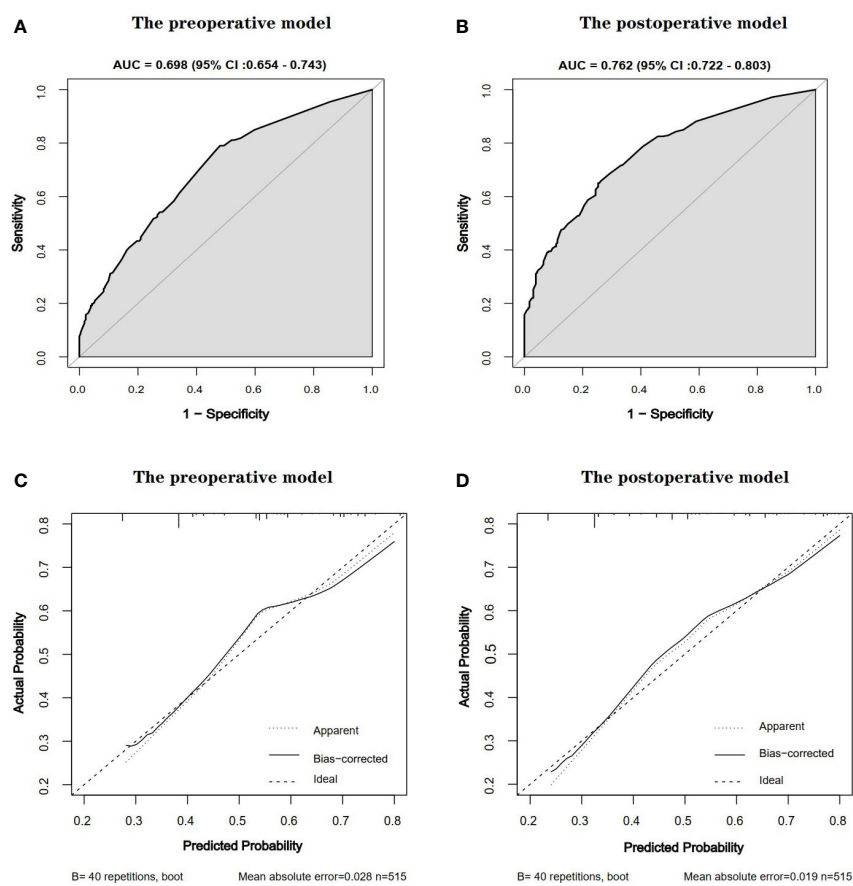 A
The preoperative model
AUC = 0.698 (95% CI :0.654 - 0.743)
Sensitivity
1.0
0.8
0.6
0.4
0.2
0.0
0.0 0.2 0.4 0.6 0.8 1.0
1 − Specificity
B
The postoperative model
AUC = 0.762 (95% CI :0.722 - 0.803)
Sensitivity
1.0
0.8
0.6
0.4
0.2
0.0
0.0 0.2 0.4 0.6 0.8 1.0
1 − Specificity
C
The preoperative model
Actual Probability
0.8
0.7
0.6
0.5
0.4
0.3
0.2
Apparent
Bias−corrected
Ideal
0.2 0.3 0.4 0.5 0.6 0.7 0.8
Predicted Probability
B= 40 repetitions, boot Mean absolute error=0.028 n=515
D
The postoperative model
Actual Probability
0.8
0.7
0.6
0.5
0.4
0.3
0.2
Apparent
Bias−corrected
Ideal
0.2 0.3 0.4 0.5 0.6 0.7 0.8
Predicted Probability
B= 40 repetitions, boot Mean absolute error=0.019 n=515